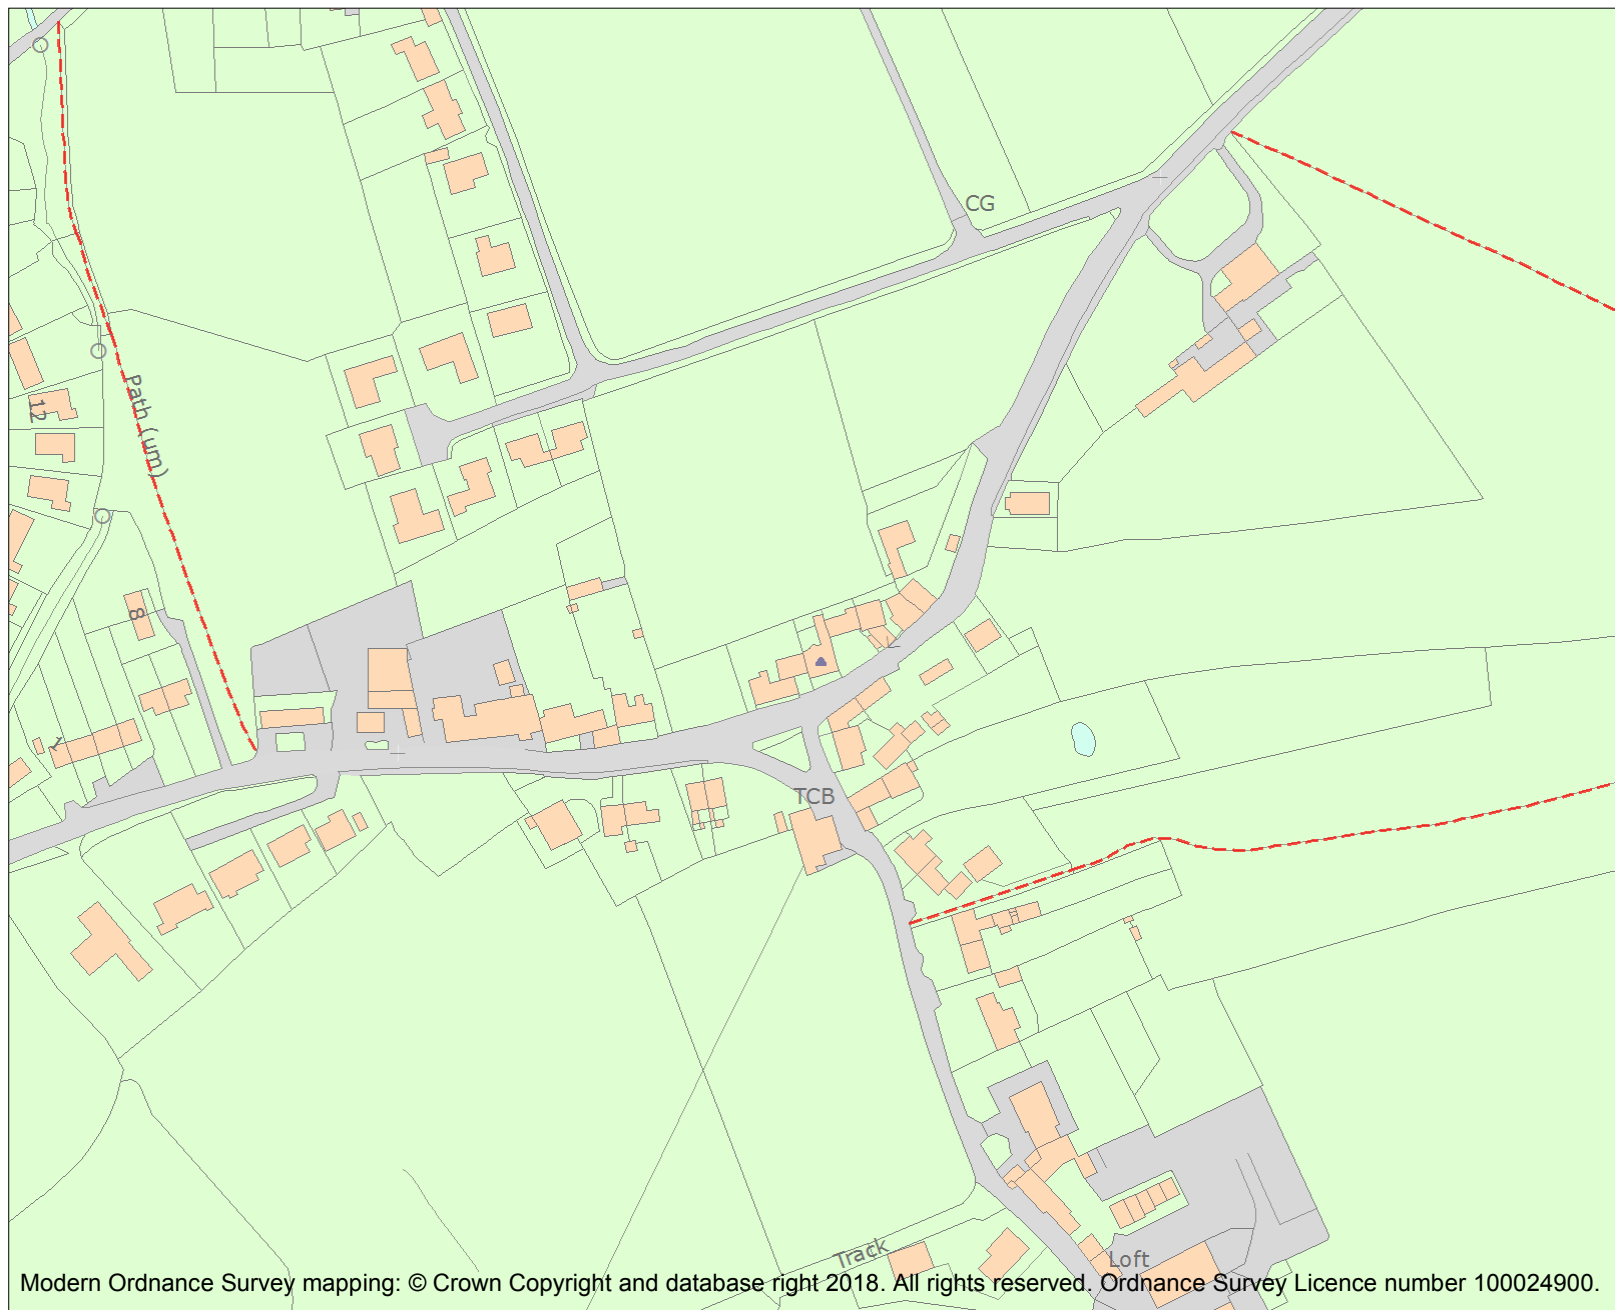 CG
Path (um)
12
8
1
TCB
L
Track
Loft
Modern Ordnance Survey mapping: © Crown Copyright and database right 2018. All rights reserved. Ordnance Survey Licence number 100024900.